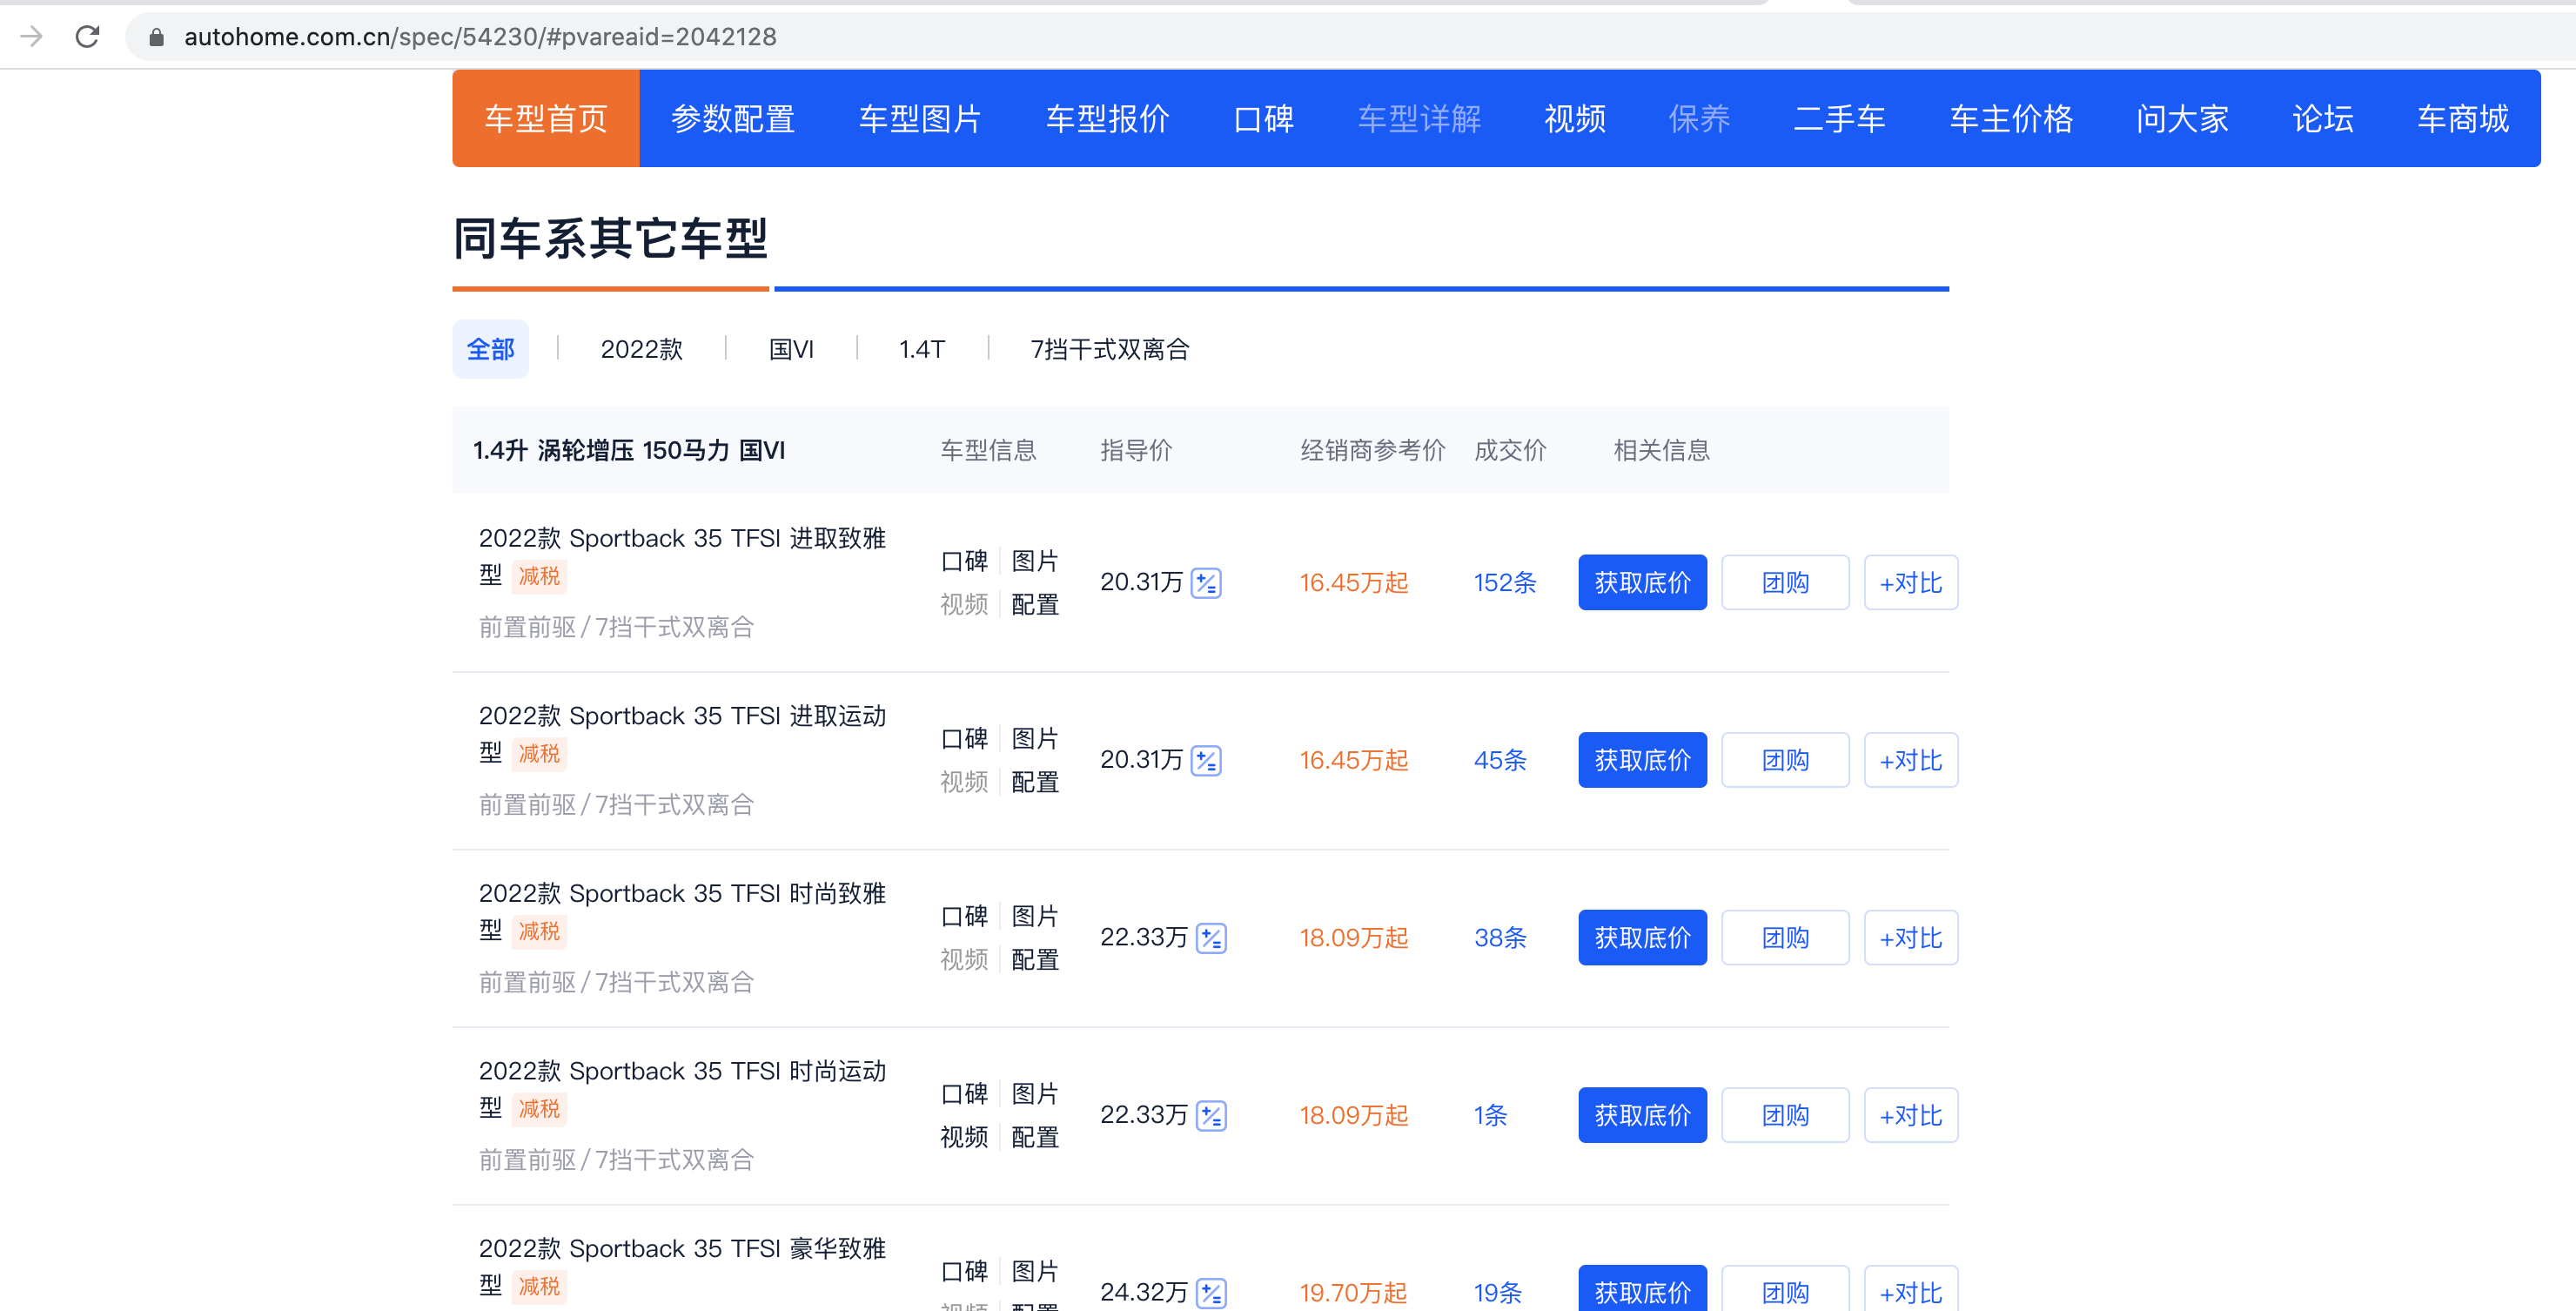 autohome.com.cn/spec/54230/#pvareaid=2042128
车型首页 参数配置 车型图片 车型报价 口碑 车型详解 视频 保养 二手车 车主价格 问大家 论坛 车商城
同车系其它车型
全部 2022款 国VI 1.4T 7挡干式双离合
1.4升 涡轮增压 150马力 国VI 车型信息 指导价 经销商参考价 成交价 相关信息
2022款 Sportback 35 TFSI 进取致雅
型 减税
前置前驱/7挡干式双离合
口碑 图片
视频 配置
20.31万 16.45万起 152条 获取底价 团购 +对比
2022款 Sportback 35 TFSI 进取运动
型 减税
前置前驱/7挡干式双离合
口碑 图片
视频 配置
20.31万 16.45万起 45条 获取底价 团购 +对比
2022款 Sportback 35 TFSI 时尚致雅
型 减税
前置前驱/7挡干式双离合
口碑 图片
视频 配置
22.33万 18.09万起 38条 获取底价 团购 +对比
2022款 Sportback 35 TFSI 时尚运动
型 减税
前置前驱/7挡干式双离合
口碑 图片
视频 配置
22.33万 18.09万起 1条 获取底价 团购 +对比
2022款 Sportback 35 TFSI 豪华致雅
型 减税
口碑 图片
视频 配置
24.32万 19.70万起 19条 获取底价 团购 +对比